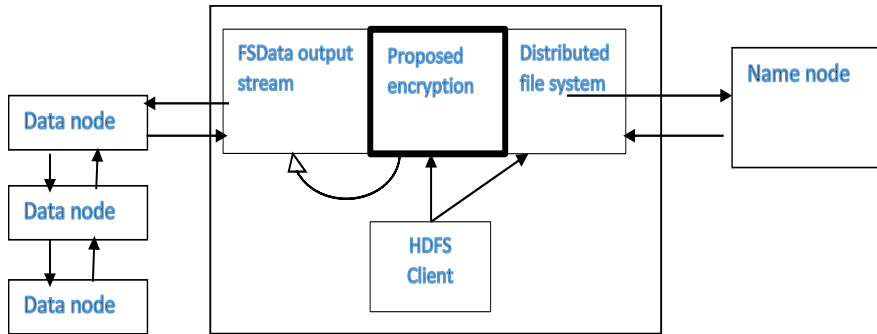 FSData output
stream
Proposed
encryption
Distributed
file system
Name node
Data node
Data node
Data node
HDFS
Client